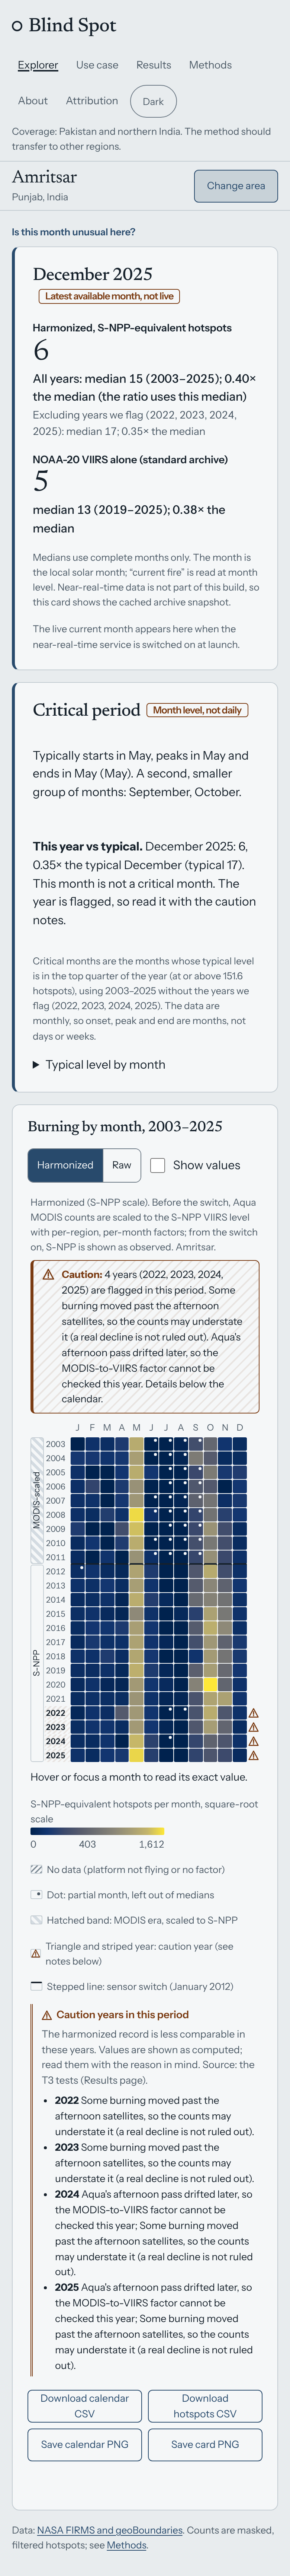 Blind Spot
Explorer Use case Results Methods
About Attribution Dark
Coverage: Pakistan and northern India. The method should
transfer to other regions.
Amritsar
Punjab, India
Change area
Is this month unusual here?
December 2025
Latest available month, not live
Harmonized, S-NPP-equivalent hotspots
6
All years: median 15 (2003–2025); 0.40×
the median (the ratio uses this median)
Excluding years we flag (2022, 2023, 2024,
2025): median 17; 0.35× the median
NOAA-20 VIIRS alone (standard archive)
5
median 13 (2019–2025); 0.38× the
median
Medians use complete months only. The month is
the local solar month; “current fire” is read at month
level. Near-real-time data is not part of this build, so
this card shows the cached archive snapshot.
The live current month appears here when the
near-real-time service is switched on at launch.
Critical period Month level, not daily
Typically starts in May, peaks in May and
ends in May (May). A second, smaller
group of months: September, October.
This year vs typical. December 2025: 6,
0.35× the typical December (typical 17).
This month is not a critical month. The
year is flagged, so read it with the caution
notes.
Critical months are the months whose typical level
is in the top quarter of the year (at or above 151.6
hotspots), using 2003–2025 without the years we
flag (2022, 2023, 2024, 2025). The data are
monthly, so onset, peak and end are months, not
days or weeks.
Typical level by month
Burning by month, 2003–2025
Harmonized Raw Show values
Harmonized (S-NPP scale). Before the switch, Aqua
MODIS counts are scaled to the S-NPP VIIRS level
with per-region, per-month factors; from the switch
on, S-NPP is shown as observed. Amritsar.
Caution: 4 years (2022, 2023, 2024,
2025) are flagged in this period. Some
burning moved past the afternoon
satellites, so the counts may understate
it (a real decline is not ruled out). Aqua's
afternoon pass drifted later, so the
MODIS-to-VIIRS factor cannot be
checked this year. Details below the
calendar.
J F M A M J J A S O N D
MODIS-scaled
2003
2004
2005
2006
2007
2008
2009
2010
2011
S-NPP
2012
2013
2014
2015
2016
2017
2018
2019
2020
2021
2022
2023
2024
2025
Hover or focus a month to read its exact value.
S-NPP-equivalent hotspots per month, square-root
scale
0 403 1,612
No data (platform not flying or no factor)
Dot: partial month, left out of medians
Hatched band: MODIS era, scaled to S-NPP
Triangle and striped year: caution year (see
notes below)
Stepped line: sensor switch (January 2012)
Caution years in this period
The harmonized record is less comparable in
these years. Values are shown as computed;
read them with the reason in mind. Source: the
T3 tests (Results page).
• 2022 Some burning moved past the
afternoon satellites, so the counts may
understate it (a real decline is not ruled out).
• 2023 Some burning moved past the
afternoon satellites, so the counts may
understate it (a real decline is not ruled out).
• 2024 Aqua's afternoon pass drifted later, so
the MODIS-to-VIIRS factor cannot be
checked this year; Some burning moved
past the afternoon satellites, so the counts
may understate it (a real decline is not ruled
out).
• 2025 Aqua's afternoon pass drifted later, so
the MODIS-to-VIIRS factor cannot be
checked this year; Some burning moved
past the afternoon satellites, so the counts
may understate it (a real decline is not ruled
out).
Download calendar
CSV
Download
hotspots CSV
Save calendar PNG
Save card PNG
Data: NASA FIRMS and geoBoundaries. Counts are masked,
filtered hotspots; see Methods.